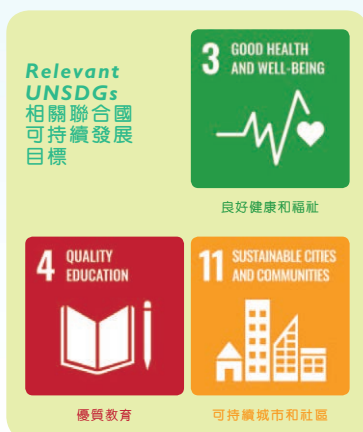 Relevant
UNSDGs
相關聯合國
可持續發展
目標
3 GOOD HEALTH
AND WELL-BEING
良好健康和福祉
4 QUALITY
EDUCATION
優質教育
11 SUSTAINABLE CITIES
AND COMMUNITIES
可持續城市和社區